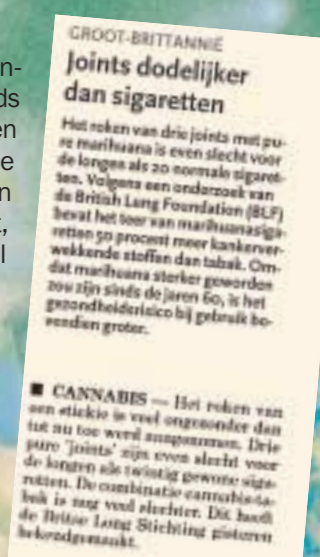 n-
ds
en
e
n
,
l
GROOT-BRITTANNIË
Joints dodelijker
dan sigaretten
Het roken van drie joints met pu-
re marihuana is even slecht voor
de longen als 20 normale sigaret-
ten. Volgens een onderzoek van
de British Lung Foundation (BLF)
bevat het teer van marihuanasiga-
retten 50 procent meer kankerver-
wekkende stoffen dan tabak. Om-
dat marihuana sterker geworden
zou zijn sinds de jaren 60, is het
gezondheidsrisico bij gebruik bo-
vendien groter.
■ CANNABIS — Het roken van
een stickie is veel ongezonder dan
tot nu toe werd aangenomen. Drie
pure 'joints' zijn even slecht voor
de longen als twintig gewone siga-
retten. De combinatie cannabis-ta-
bak is nog veel slechter. Dit heeft
de Britse Long Stichting gisteren
bekendgemaakt.